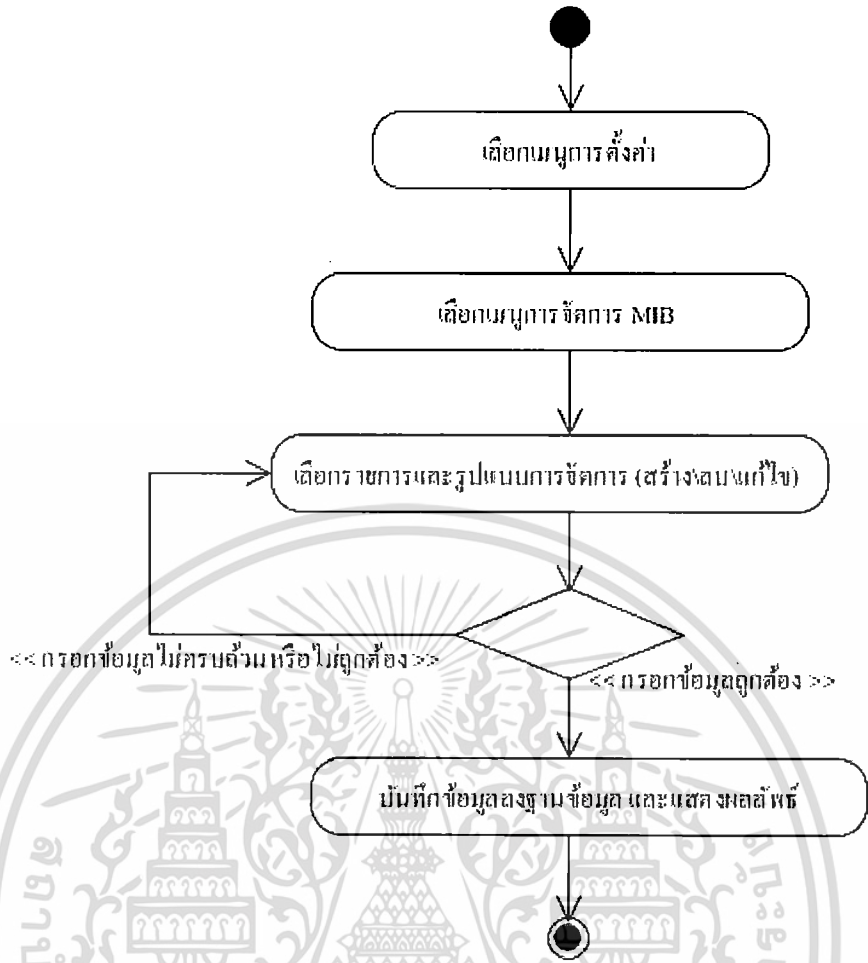 เลือกเมนูการตั้งค่า
เลือกเมนูการจัดการ MIB
เลือกรายการและรูปแบบการจัดการ (สร้าง\ลบ\แก้ไข)
<<กรอกข้อมูลไม่ครบถ้วนหรือไม่ถูกต้อง>>
<<กรอกข้อมูลถูกต้อง>>
บันทึกข้อมูลลงฐานข้อมูล และแสดงผลลัพธ์